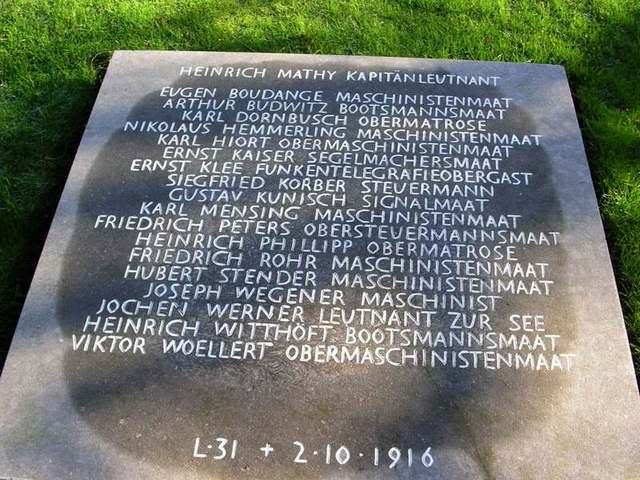 HEINRICH MATHY KAPITÄNLEUTNANT
EUGEN BOUDANGE MASCHINISTENMAAT
ARTHUR BUDWITZ BOOTSMANNSMAAT
KARL DORNBUSCH OBERMATROSE
NIKOLAUS HEMMERLING MASCHINISTENMAAT
KARL HIORT OBERMASCHINISTENMAAT
ERNST KAISER SEGELMACHERSMAAT
ERNST KLEE FUNKENTELEGRAFIEOBERGAST
SIEGFRIED KÖRBER STEUERMANN
GUSTAV KUNISCH SIGNALMAAT
KARL MENSING MASCHINISTENMAAT
FRIEDRICH PETERS OBERSTEUERMANNSMAAT
HEINRICH PHILLIPP OBERMATROSE
FRIEDRICH ROHR MASCHINISTENMAAT
HUBERT STENDER MASCHINISTENMAAT
JOSEPH WEGENER MASCHINIST
JOCHEN WERNER LEUTNANT ZUR SEE
HEINRICH WITTHÖFT BOOTSMANNSMAAT
VIKTOR WOELLERT OBERMASCHINISTENMAAT
L·31 + 2·10·1916